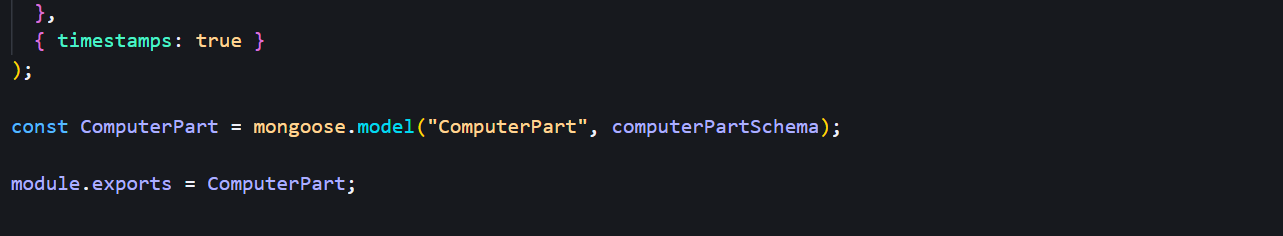 },
{ timestamps: true }
);
const ComputerPart = mongoose.model("ComputerPart", computerPartSchema);
module.exports = ComputerPart;